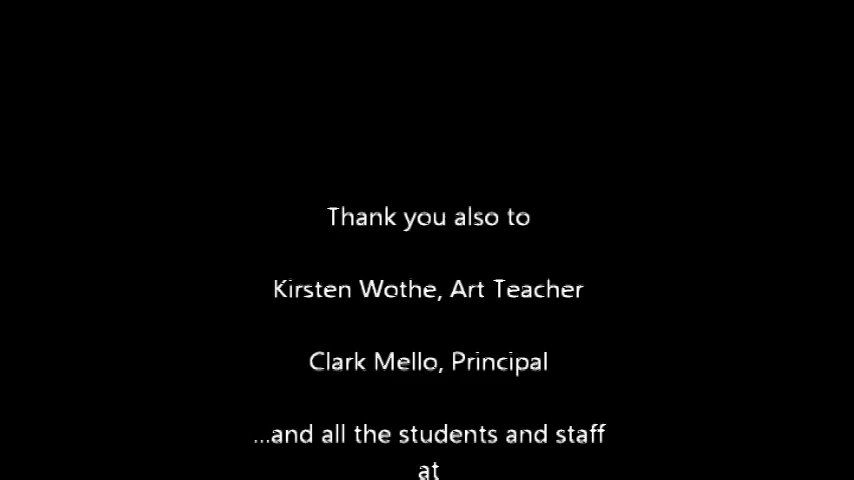 Thank you also to
Kirsten Wothe, Art Teacher
Clark Mello, Principal
...and all the students and staff
at